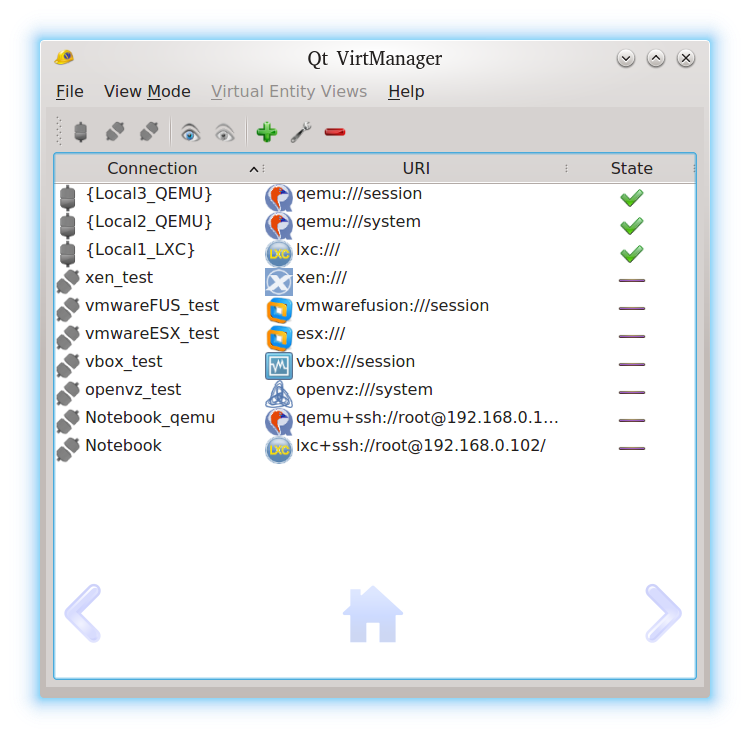 Qt VirtManager
File View Mode Virtual Entity Views Help
Connection URI State
{Local3_QEMU} qemu:///session
{Local2_QEMU} qemu:///system
{Local1_LXC} LXC lxc:///
xen_test xen:///
vmwareFUS_test vmwarefusion:///session
vmwareESX_test esx:///
vbox_test vbox:///session
openvz_test openvz:///system
Notebook_qemu qemu+ssh://root@192.168.0.1...
Notebook LXC lxc+ssh://root@192.168.0.102/